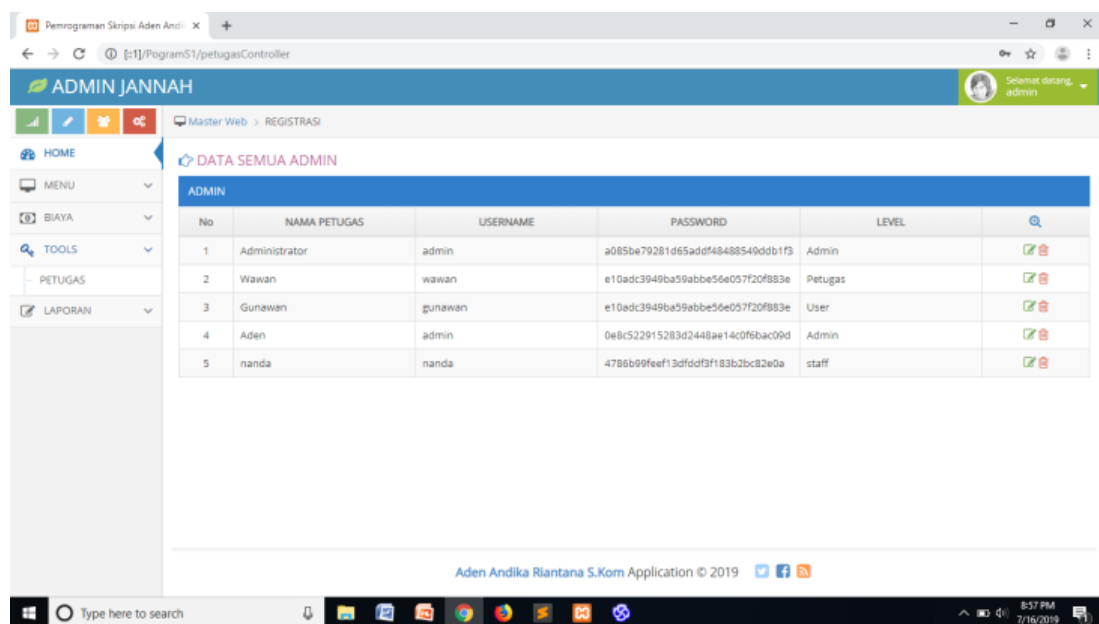 Pemrograman Skripsi Aden Andi
[::1]/PogramS1/petugasController
ADMIN JANNAH
Selamat datang,
admin
Master Web > REGISTRASI
HOME
MENU
BIAYA
TOOLS
PETUGAS
LAPORAN
DATA SEMUA ADMIN
ADMIN
No NAMA PETUGAS USERNAME PASSWORD LEVEL
1 Administrator admin a085be79281d65addf48488549ddb1f3 Admin
2 Wawan wawan e10adc3949ba59abbe56e057f20f883e Petugas
3 Gunawan gunawan e10adc3949ba59abbe56e057f20f883e User
4 Aden admin 0e8c522915283d2448ae14c0f6bac09d Admin
5 nanda nanda 4786b99feef13dfddf3f183b2bc82e0a staff
Aden Andika Riantana S.Kom Application © 2019
Type here to search
8:57 PM
7/16/2019